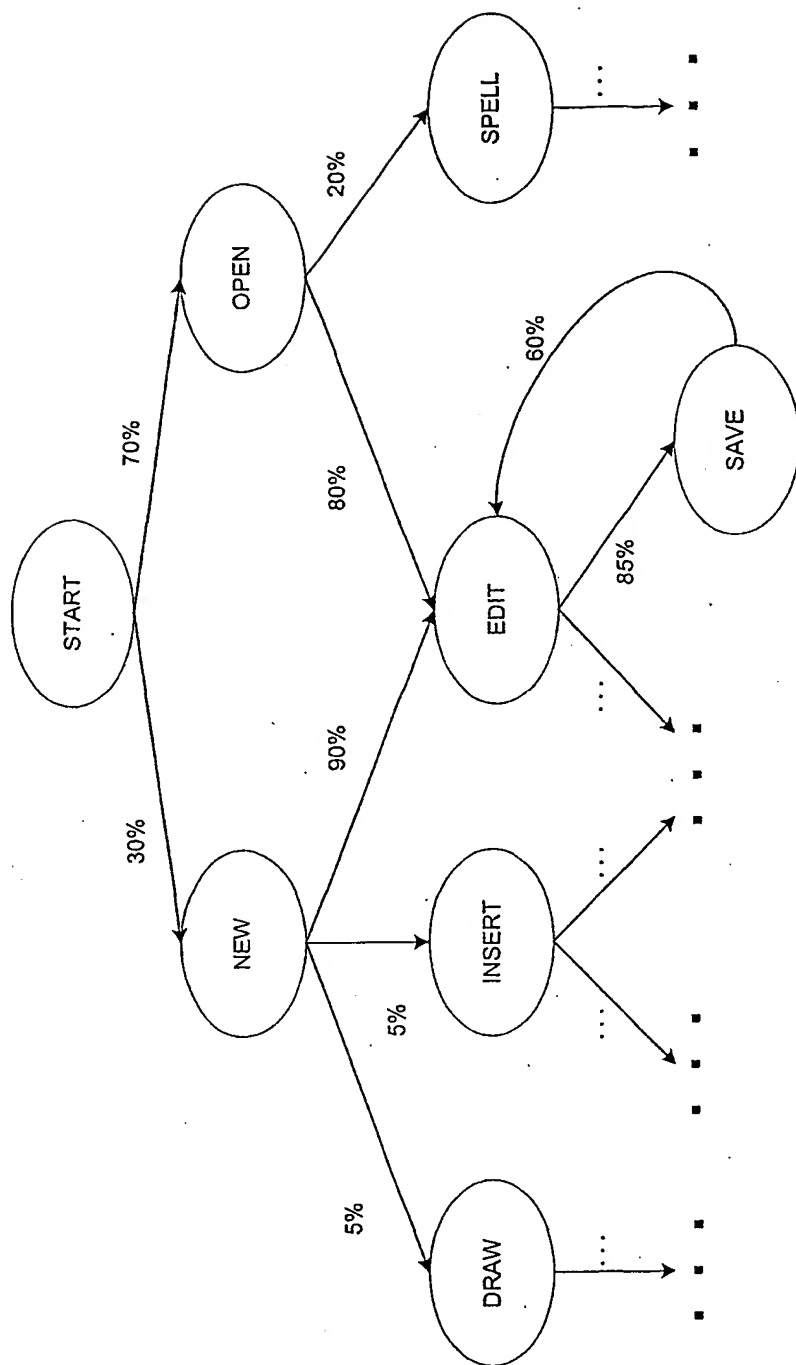 START
30%
70%
NEW
OPEN
5%
5%
90%
80%
20%
DRAW
INSERT
EDIT
SPELL
60%
85%
SAVE